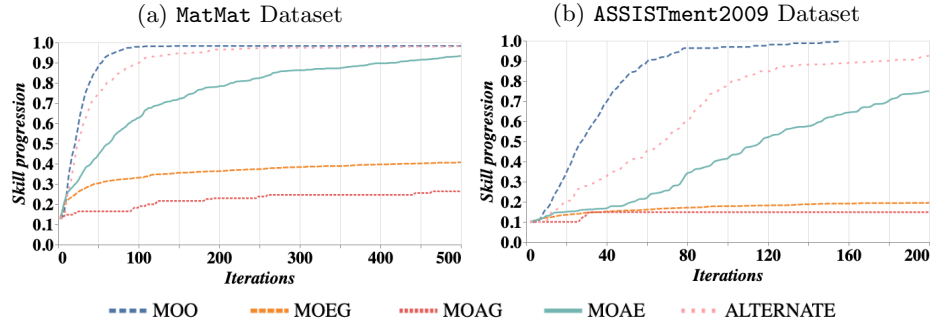 (a) MatMat Dataset
(b) ASSISTment2009 Dataset
Skill progression
1.0
0.9
0.8
0.7
0.6
0.5
0.4
0.3
0.2
0.1
0.0
0 100 200 300 400 500
Iterations
Skill progression
1.0
0.9
0.8
0.7
0.6
0.5
0.4
0.3
0.2
0.1
0.0
0 40 80 120 160 200
Iterations
MOO MOEG MOAG MOAE ALTERNATE